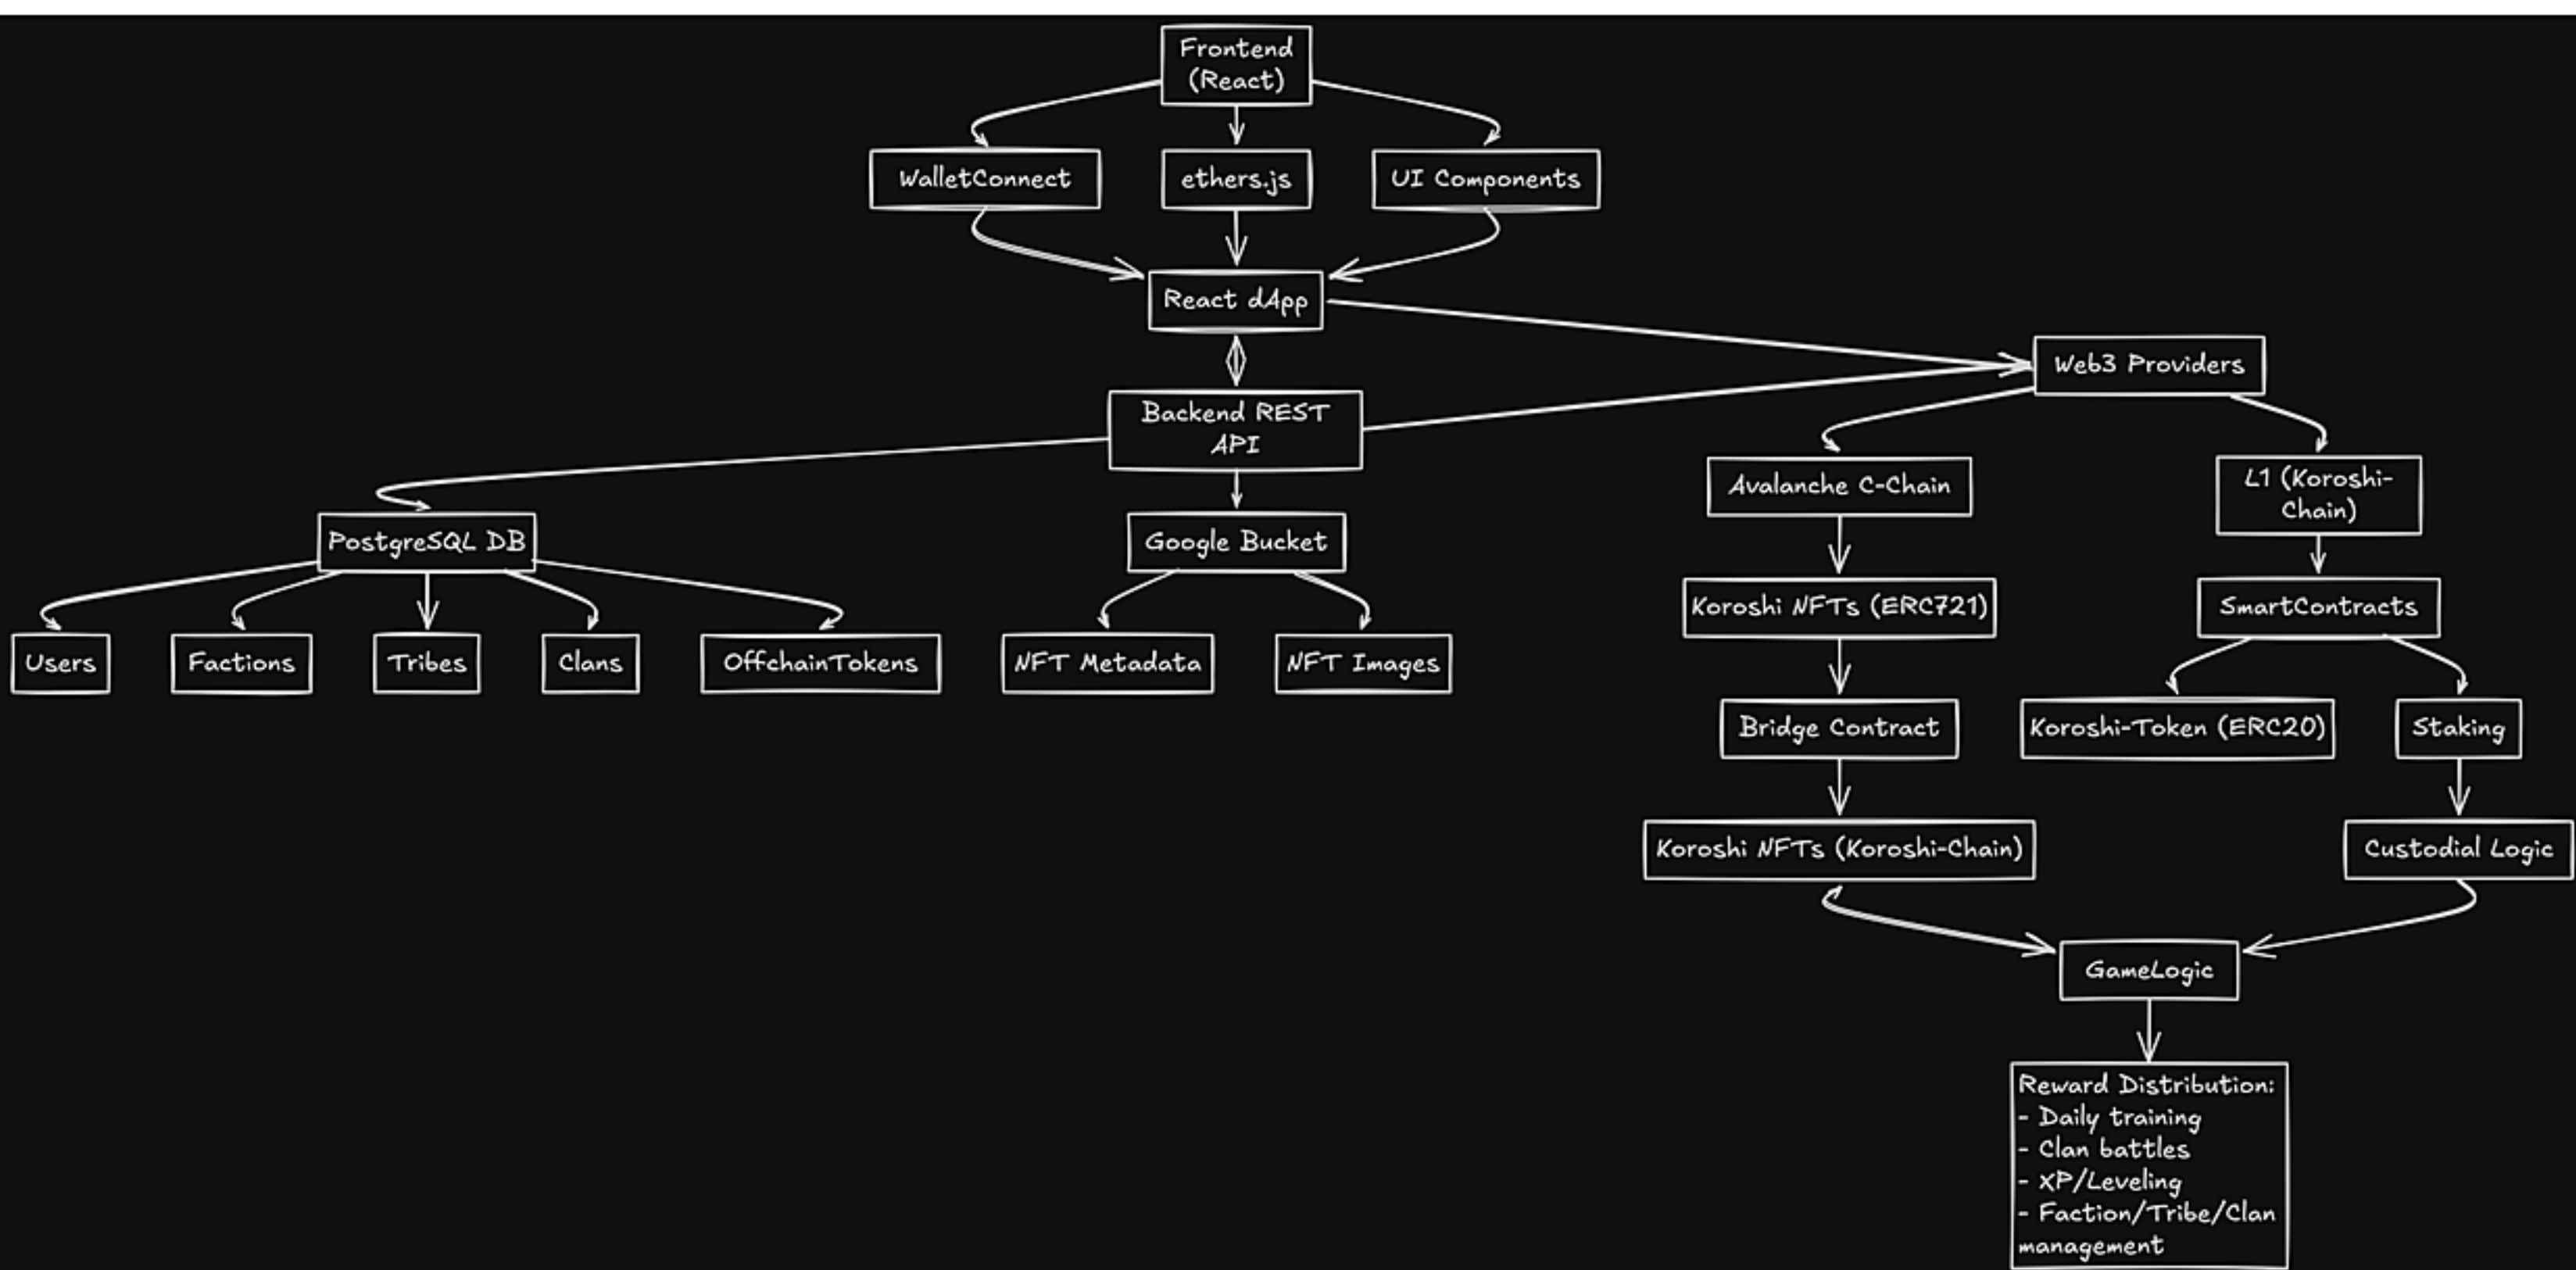 Frontend
(React)
WalletConnect
ethers.js
UI Components
React dApp
Web3 Providers
Backend REST
API
Avalanche C-Chain
L1 (Koroshi-
Chain)
PostgreSQL DB
Google Bucket
Koroshi NFTs (ERC721)
SmartContracts
Users
Factions
Tribes
Clans
OffchainTokens
NFT Metadata
NFT Images
Bridge Contract
Koroshi-Token (ERC20)
Staking
Koroshi NFTs (Koroshi-Chain)
Custodial Logic
GameLogic
Reward Distribution:
- Daily training
- Clan battles
- XP/Leveling
- Faction/Tribe/Clan
management